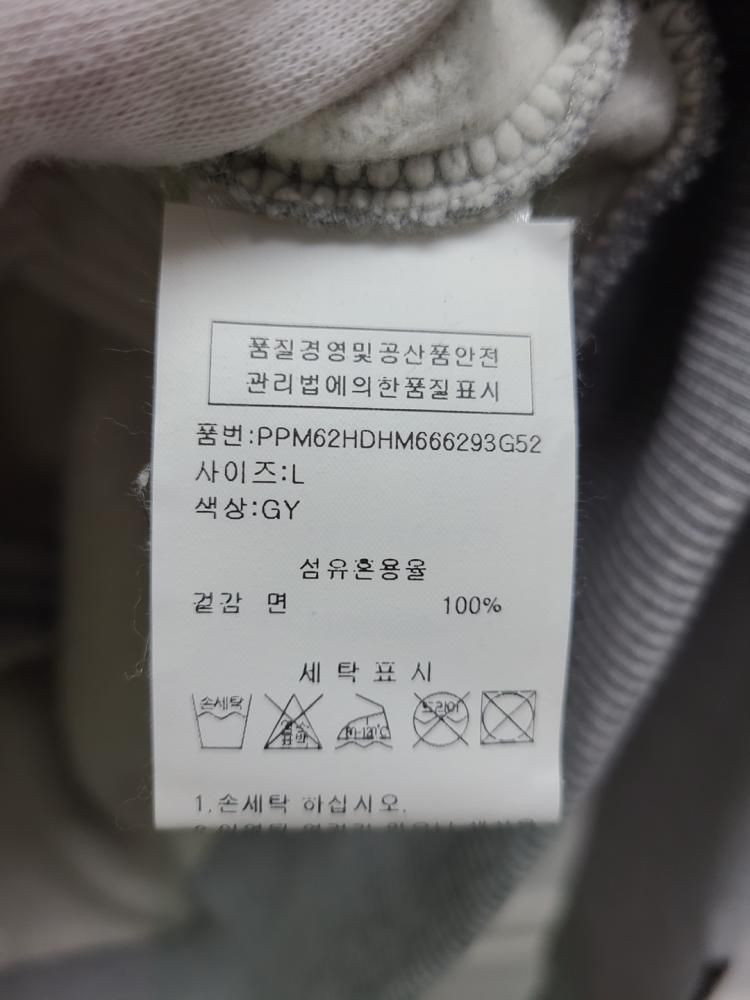 품질경영및공산품안전
관리법에의한품질표시
품번:PPM62HDHM666293G52
사이즈:L
색상:GY
섬유혼용율
겉감 면 100%
세탁표시
손세탁
드라이
1.손세탁 하십시오.